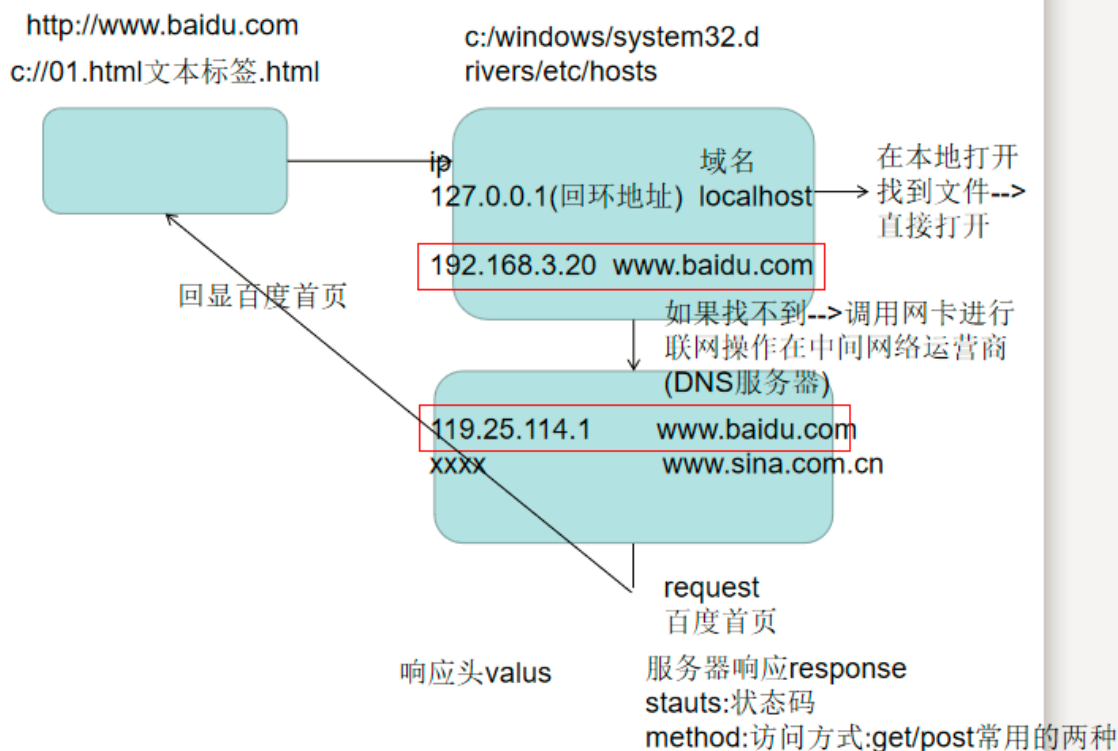 http://www.baidu.com
c://01.html文本标签.html
c:/windows/system32.d
rivers/etc/hosts
ip 域名
127.0.0.1(回环地址) localhost
在本地打开
找到文件-->
直接打开
192.168.3.20 www.baidu.com
回显百度首页
如果找不到-->调用网卡进行
联网操作在中间网络运营商
(DNS服务器)
119.25.114.1 www.baidu.com
xxxx www.sina.com.cn
request
百度首页
响应头valus
服务器响应response
stauts:状态码
method:访问方式:get/post常用的两种